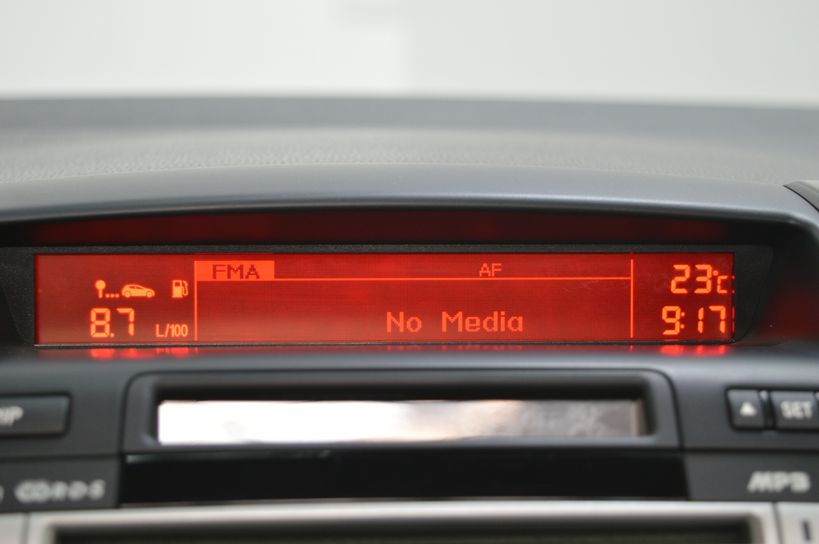 FMA AF 23°C
8.7 L/100 No Media 9:17
SET
MP3